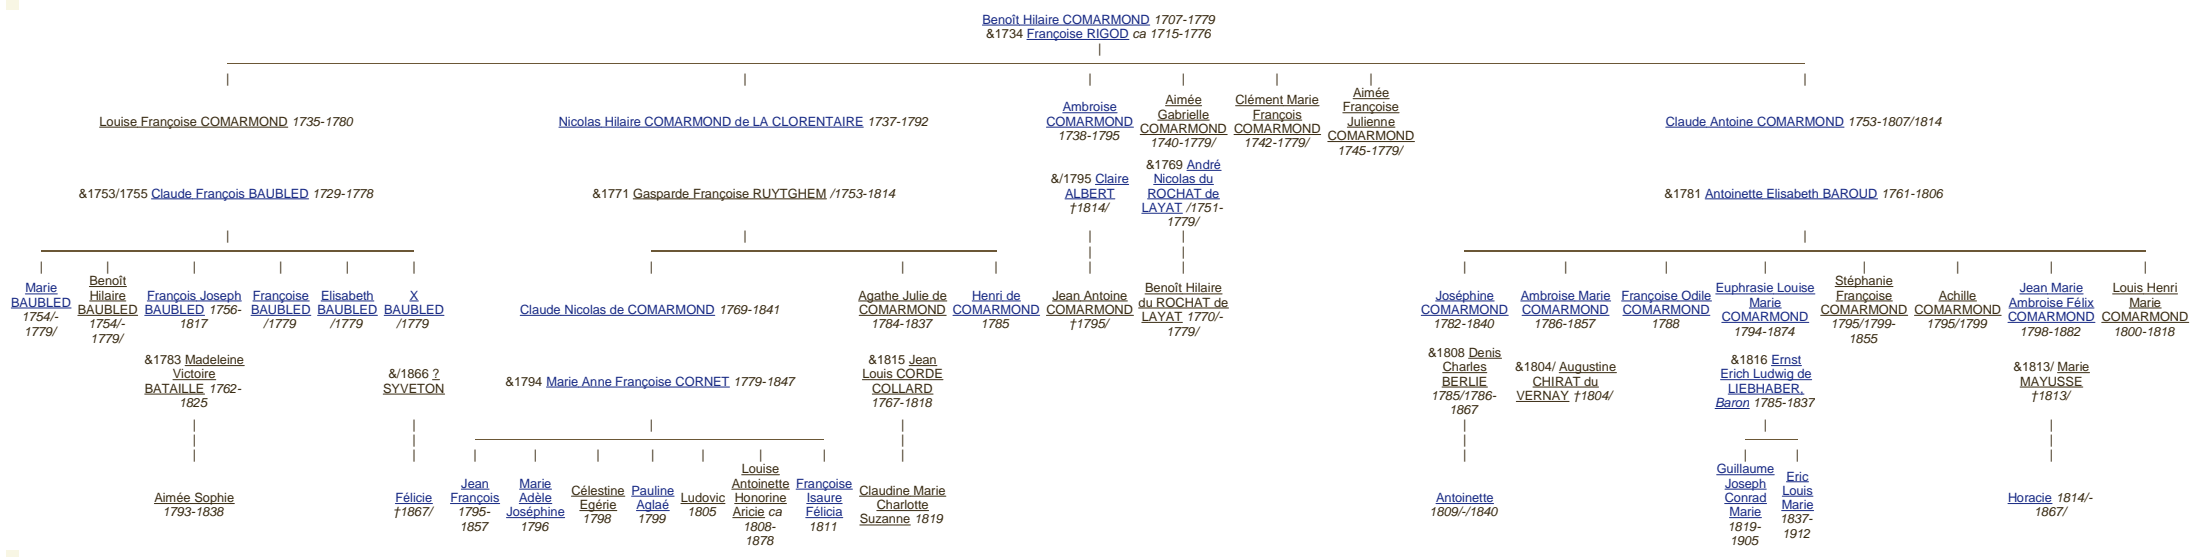 Benoît Hilaire COMARMOND 1707-1779
&1734 Françoise RIGOD ca 1715-1776
Louise Françoise COMARMOND 1735-1780
&1753/1755 Claude François BAUBLED 1729-1778
Nicolas Hilaire COMARMOND de LA CLORENTAIRE 1737-1792
&1771 Gasparde Françoise RUYTGHEM /1753-1814
Ambroise
COMARMOND
1738-1795
&/1795 Claire
ALBERT
†1814/
Aimée
Gabrielle
COMARMOND
1740-1779/
&1769 André
Nicolas du
ROCHAT de
LAYAT /1751-
1779/
Clément Marie
François
COMARMOND
1742-1779/
Aimée
Françoise
Julienne
COMARMOND
1745-1779/
Claude Antoine COMARMOND 1753-1807/1814
&1781 Antoinette Elisabeth BAROUD 1761-1806
Marie
BAUBLED
1754/-
1779/
Benoît
Hilaire
BAUBLED
1754/-
1779/
François Joseph
BAUBLED 1756-
1817
&1783 Madeleine
Victoire
BATAILLE 1762-
1825
Françoise
BAUBLED
/1779
Elisabeth
BAUBLED
/1779
X
BAUBLED
/1779
&/1866 ?
SYVETON
Claude Nicolas de COMARMOND 1769-1841
&1794 Marie Anne Françoise CORNET 1779-1847
Agathe Julie de
COMARMOND
1784-1837
&1815 Jean
Louis CORDE
COLLARD
1767-1818
Henri de
COMARMOND
1785
Jean Antoine
COMARMOND
†1795/
Benoît Hilaire
du ROCHAT de
LAYAT 1770/-
1779/
Joséphine
COMARMOND
1782-1840
&1808 Denis
Charles
BERLIE
1785/1786-
1867
Ambroise Marie
COMARMOND
1786-1857
&1804/ Augustine
CHIRAT du
VERNAY †1804/
Françoise Odile
COMARMOND
1788
Euphrasie Louise
Marie
COMARMOND
1794-1874
&1816 Ernst
Erich Ludwig de
LIEBHABER,
Baron 1785-1837
Stéphanie
Françoise
COMARMOND
1795/1799-
1855
Achille
COMARMOND
1795/1799
Jean Marie
Ambroise Félix
COMARMOND
1798-1882
&1813/ Marie
MAYUSSE
†1813/
Louis Henri
Marie
COMARMOND
1800-1818
Aimée Sophie
1793-1838
Félicie
†1867/
Jean
François
1795-
1857
Marie
Adèle
Joséphine
1796
Célestine
Egérie
1798
Pauline
Aglaé
1799
Ludovic
1805
Louise
Antoinette
Honorine
Aricie ca
1808-
1878
Françoise
Isaure
Félicia
1811
Claudine Marie
Charlotte
Suzanne 1819
Antoinette
1809/-/1840
Guillaume
Joseph
Conrad
Marie
1819-
1905
Eric
Louis
Marie
1837-
1912
Horacie 1814/-
1867/